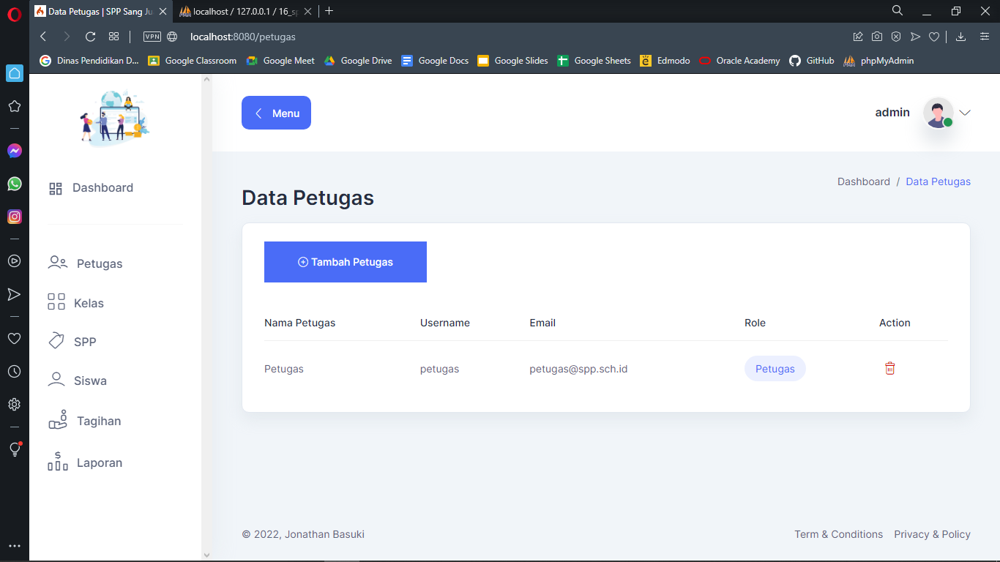 Data Petugas | SPP Sang Ju
localhost / 127.0.0.1 / 16_sp
VPN
localhost:8080/petugas
Dinas Pendidikan D...
Google Classroom
Google Meet
Google Drive
Google Docs
Google Slides
Google Sheets
Edmodo
Oracle Academy
GitHub
phpMyAdmin
Menu
admin
Dashboard
Petugas
Kelas
SPP
Siswa
Tagihan
Laporan
Dashboard / Data Petugas
Data Petugas
Tambah Petugas
Nama Petugas Username Email Role Action
Petugas petugas petugas@spp.sch.id Petugas
© 2022, Jonathan Basuki
Term & Conditions Privacy & Policy